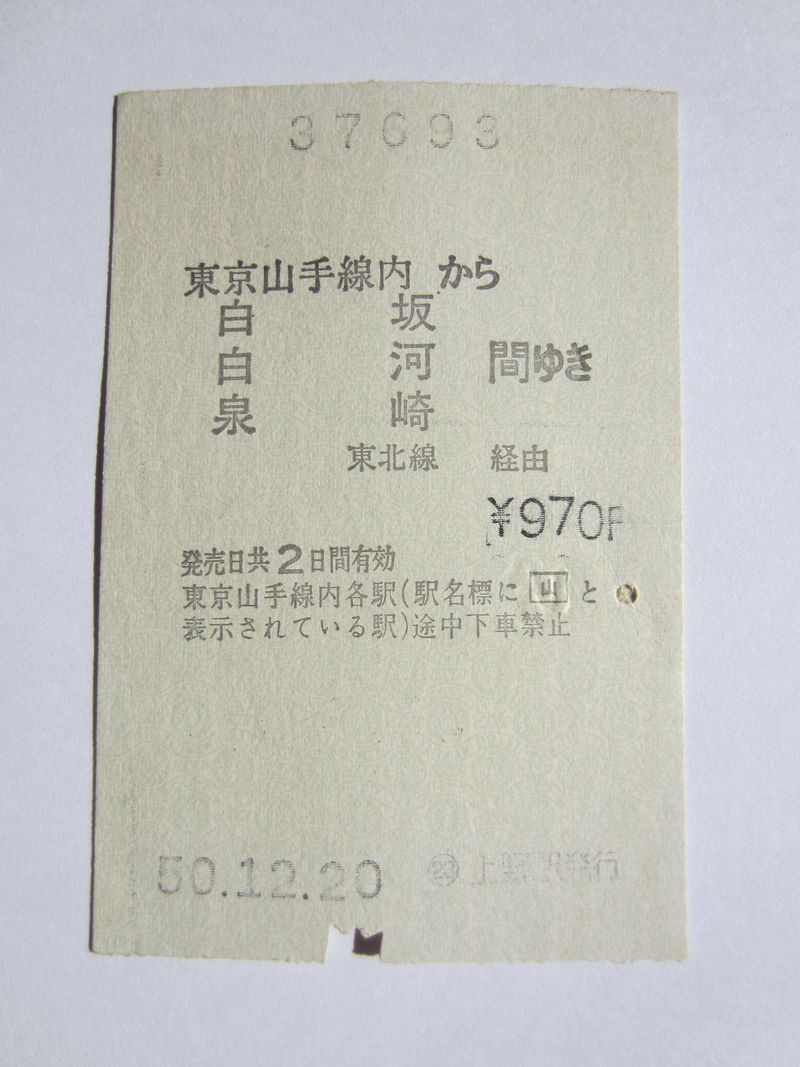 37693
東京山手線内 から
白 坂
白 河 間ゆき
泉 崎
東北線 経由
¥970円
発売日共2日間有効
東京山手線内各駅(駅名標に山と
表示されている駅)途中下車禁止
50.12.20 ㉓ 上野駅発行